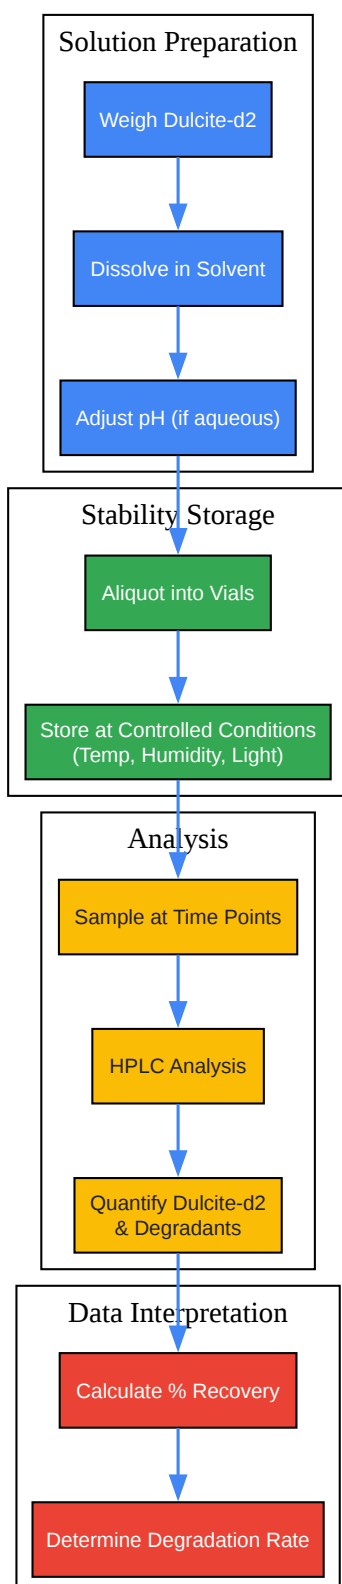 Solution Preparation
Weigh Dulcite-d2
Dissolve in Solvent
Adjust pH (if aqueous)
Stability Storage
Aliquot into Vials
Store at Controlled Conditions
(Temp, Humidity, Light)
Analysis
Sample at Time Points
HPLC Analysis
Quantify Dulcite-d2
& Degradants
Data Interpretation
Calculate % Recovery
Determine Degradation Rate